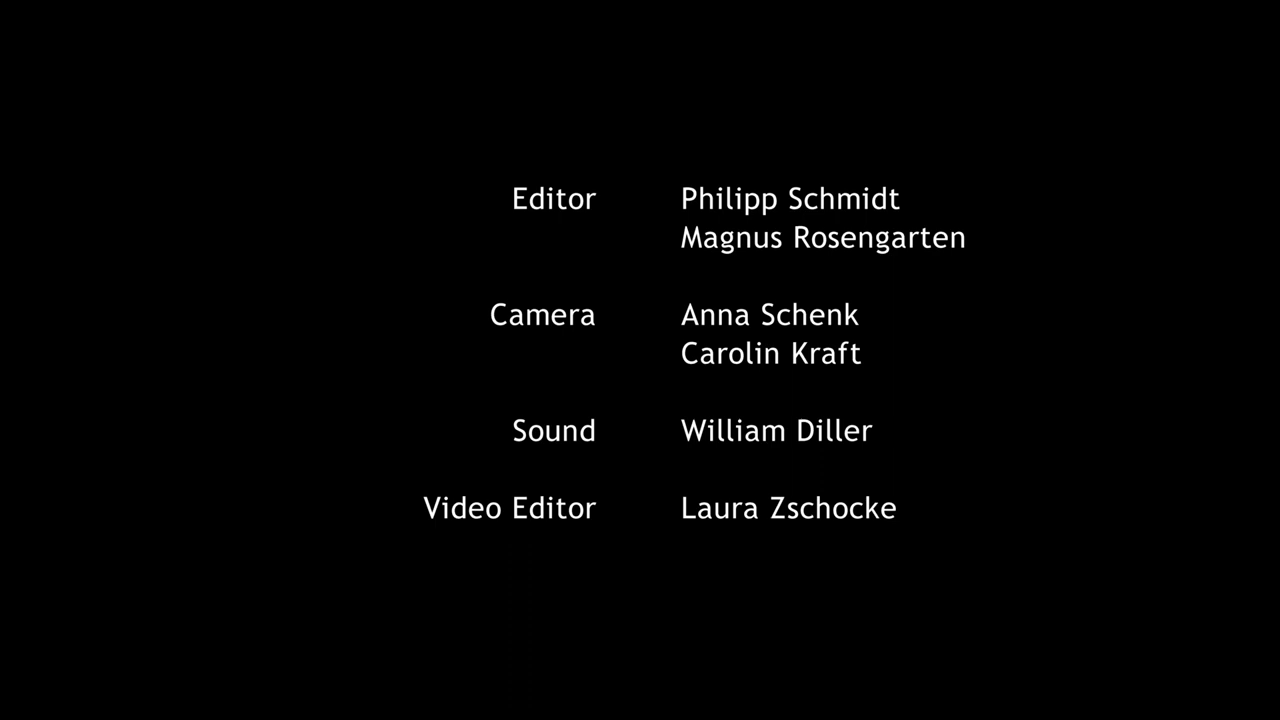 Editor Philipp Schmidt
Magnus Rosengarten
Camera Anna Schenk
Carolin Kraft
Sound William Diller
Video Editor Laura Zschocke